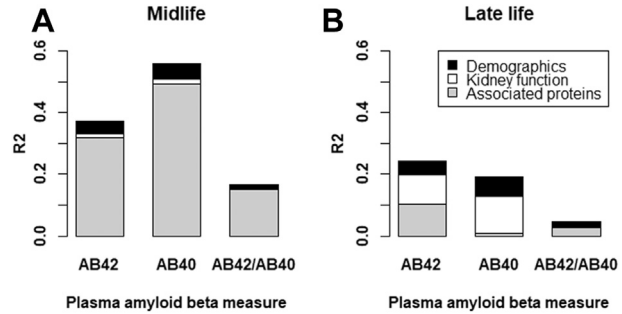 A
Midlife
R2
0.6
0.4
0.2
0.0
AB42 AB40 AB42/AB40
Plasma amyloid beta measure
B
Late life
R2
0.6
0.4
0.2
0.0
Demographics
Kidney function
Associated proteins
AB42 AB40 AB42/AB40
Plasma amyloid beta measure